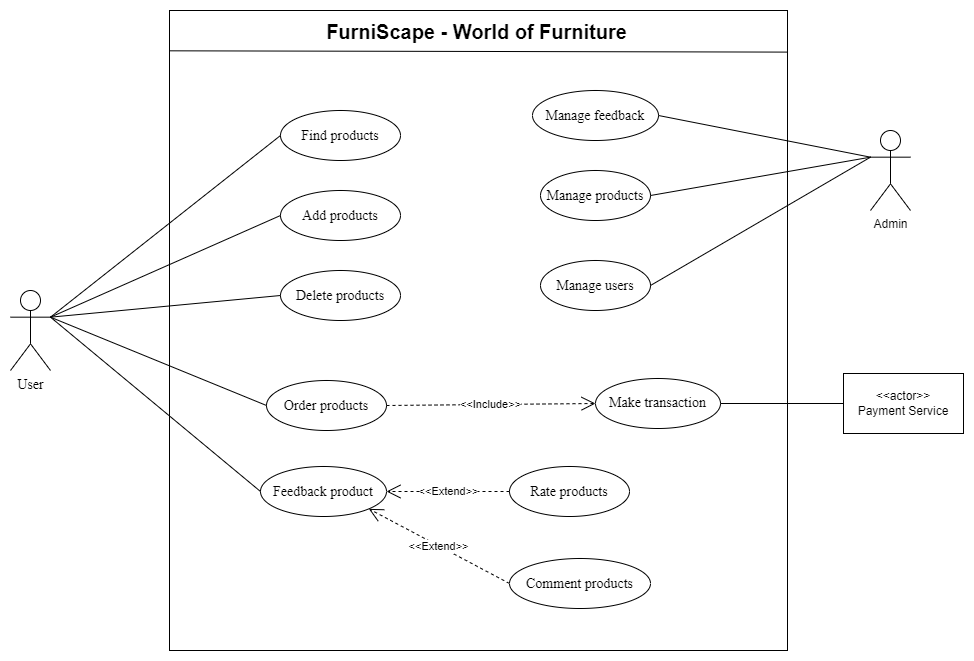 FurniScape - World of Furniture
Find products
Add products
Delete products
Manage feedback
Manage products
Manage users
Admin
User
Order products
<<Include>>
Make transaction
<<actor>>
Payment Service
Feedback product
<<Extend>>
Rate products
<<Extend>>
Comment products